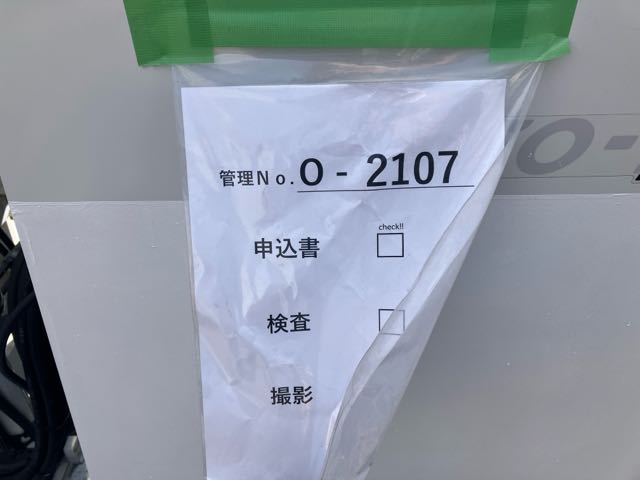 管理No. O - 2107
check!!
申込書 □
検査 □
撮影